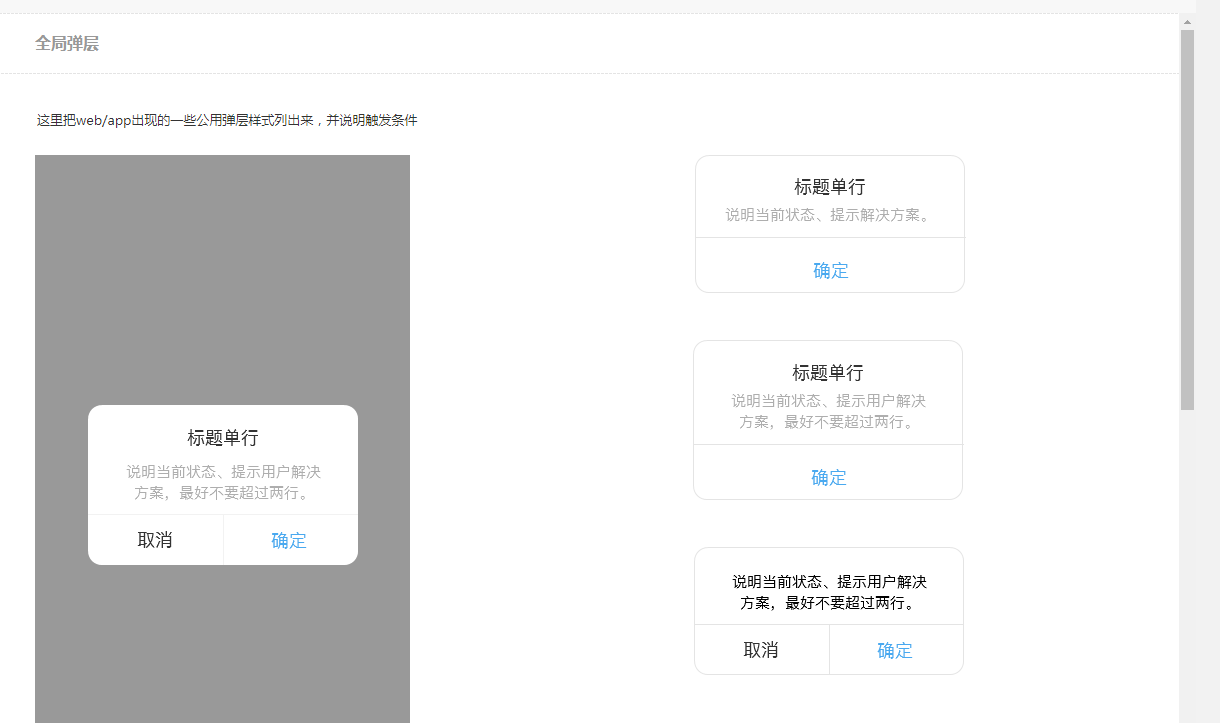 全局弹层
这里把web/app出现的一些公用弹层样式列出来，并说明触发条件
标题单行
说明当前状态、提示用户解决
方案，最好不要超过两行。
取消
确定
标题单行
说明当前状态、提示解决方案。
确定
标题单行
说明当前状态、提示用户解决
方案，最好不要超过两行。
确定
说明当前状态、提示用户解决
方案，最好不要超过两行。
取消
确定